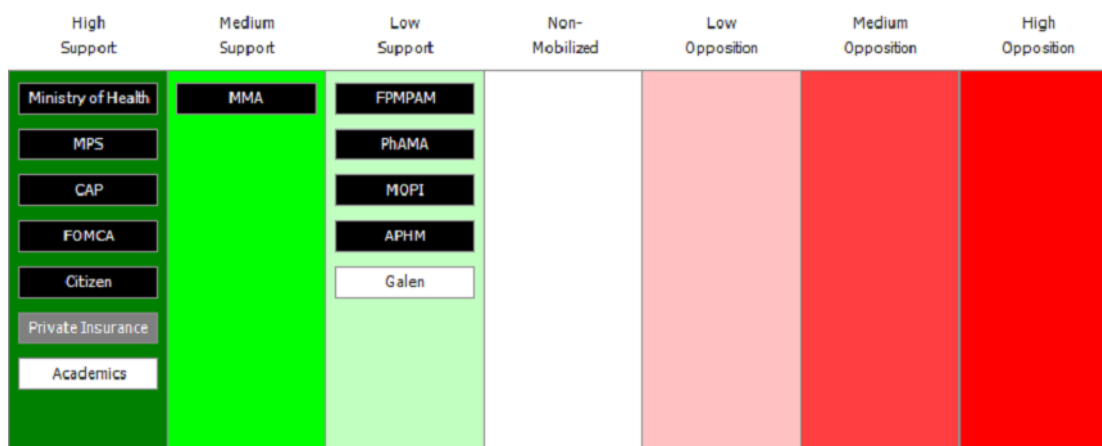 High Support
Medium Support
Low Support
Non-Mobilized
Low Opposition
Medium Opposition
High Opposition
Ministry of Health
MPS
CAP
FOMCA
Citizen
Private Insurance
Academics
MMA
FPMPAM
PhAMA
MOPI
APHM
Galen